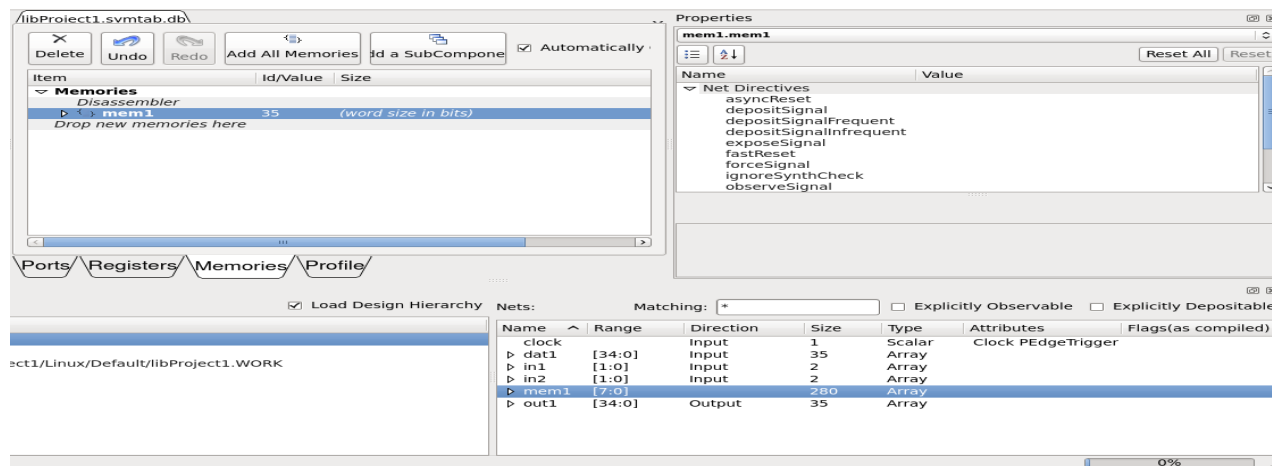 libProject1.symtab.db
Delete Undo Redo Add All Memories dd a SubCompone Automatically
Item Id/Value Size
Memories
Disassembler
mem1 35 (word size in bits)
Drop new memories here
Ports Registers Memories Profile
Properties
mem1.mem1
Reset All Reset
Name Value
Net Directives
asyncReset
depositSignal
depositSignalFrequent
depositSignalInfrequent
exposeSignal
fastReset
forceSignal
ignoreSynthCheck
observeSignal
Load Design Hierarchy
ect1/Linux/Default/libProject1.WORK
Nets: Matching: * Explicitly Observable Explicitly Depositable
Name Range Direction Size Type Attributes Flags(as compiled)
clock Input 1 Scalar Clock PEdgeTrigger
dat1 [34:0] Input 35 Array
in1 [1:0] Input 2 Array
in2 [1:0] Input 2 Array
mem1 [7:0] 280 Array
out1 [34:0] Output 35 Array
0%